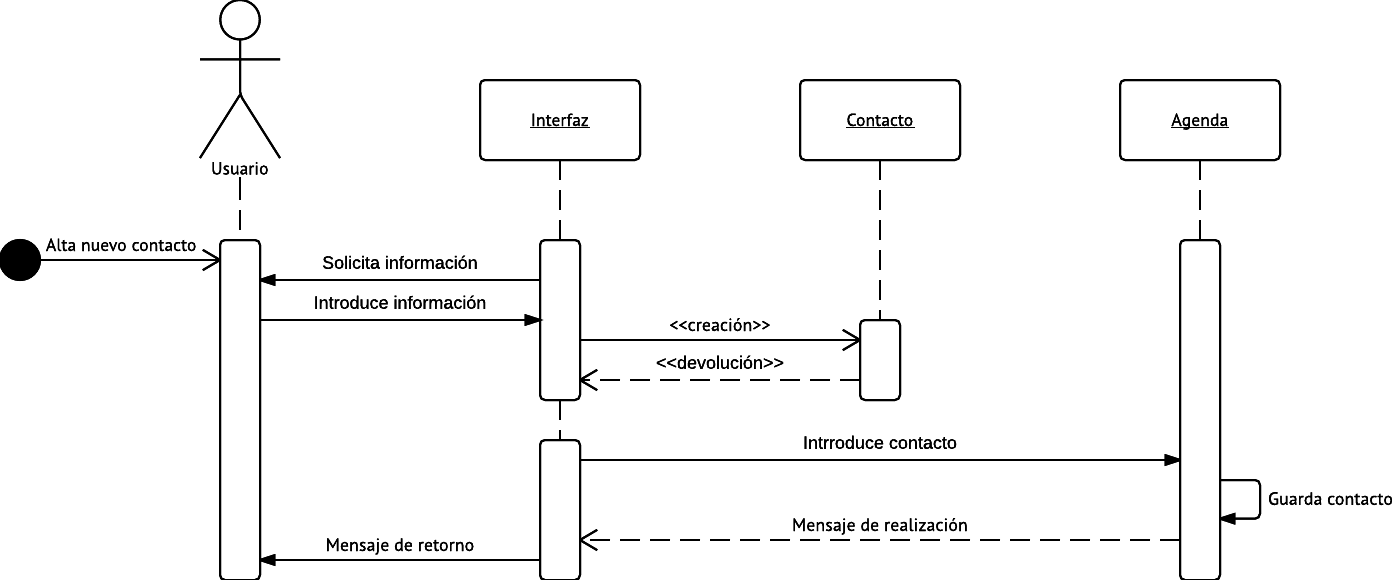 Usuario
Interfaz
Contacto
Agenda
Alta nuevo contacto
Solicita información
Introduce información
<<creación>>
<<devolución>>
Intrroduce contacto
Guarda contacto
Mensaje de realización
Mensaje de retorno